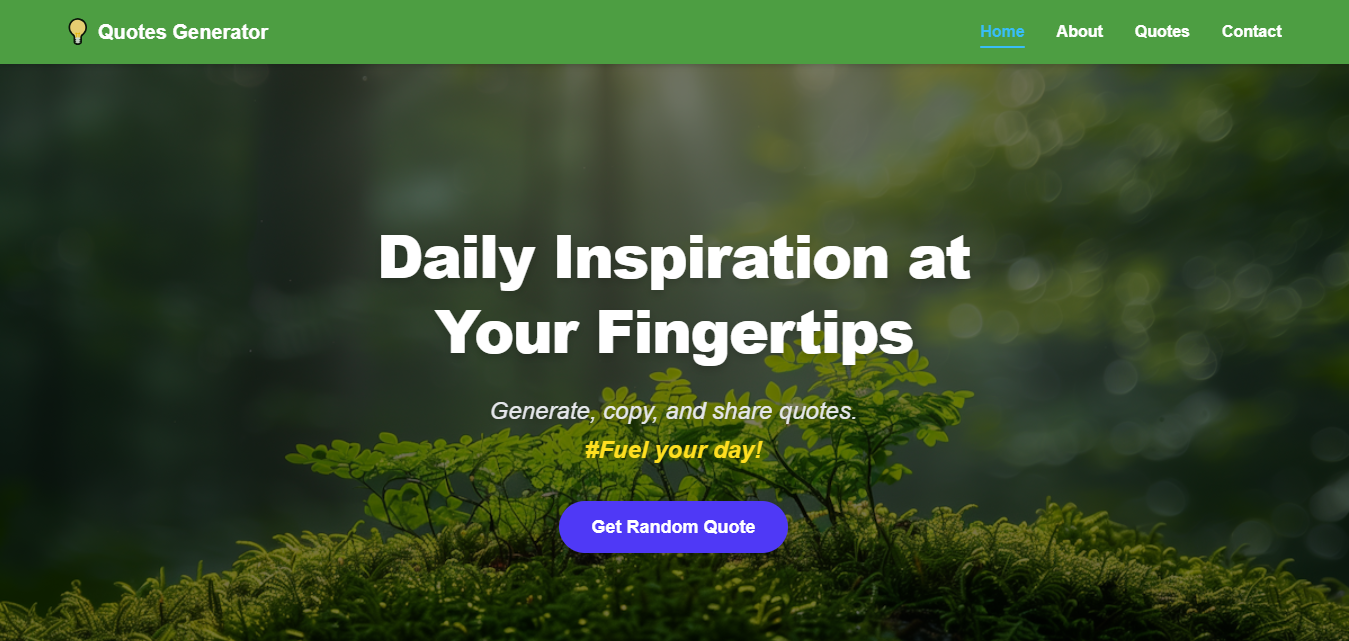 Quotes Generator
Home About Quotes Contact
Daily Inspiration at
Your Fingertips
Generate, copy, and share quotes.
#Fuel your day!
Get Random Quote